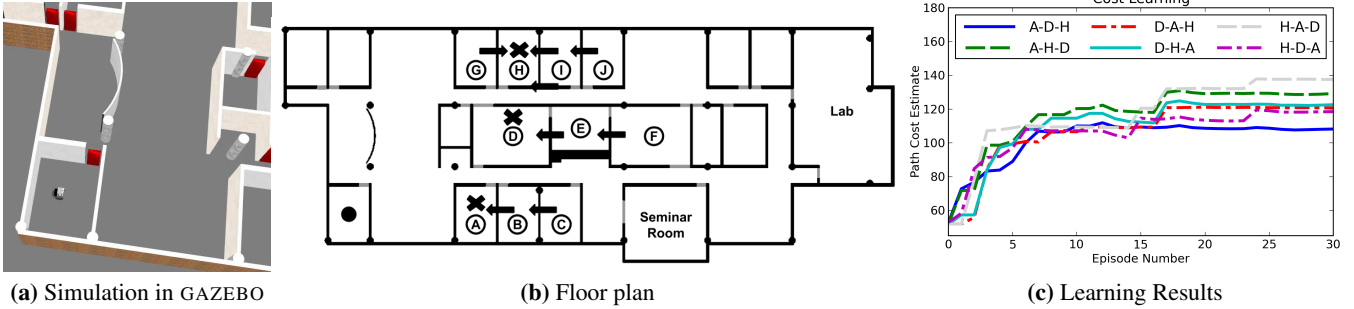 G
H
I
J
D
E
F
A
B
C
Lab
Seminar
Room
Cost Learning
A-D-H
D-A-H
H-A-D
A-H-D
D-H-A
H-D-A
Path Cost Estimate
180
160
140
120
100
80
60
0
5
10
15
20
25
30
Episode Number
(a) Simulation in GAZEBO
(b) Floor plan
(c) Learning Results